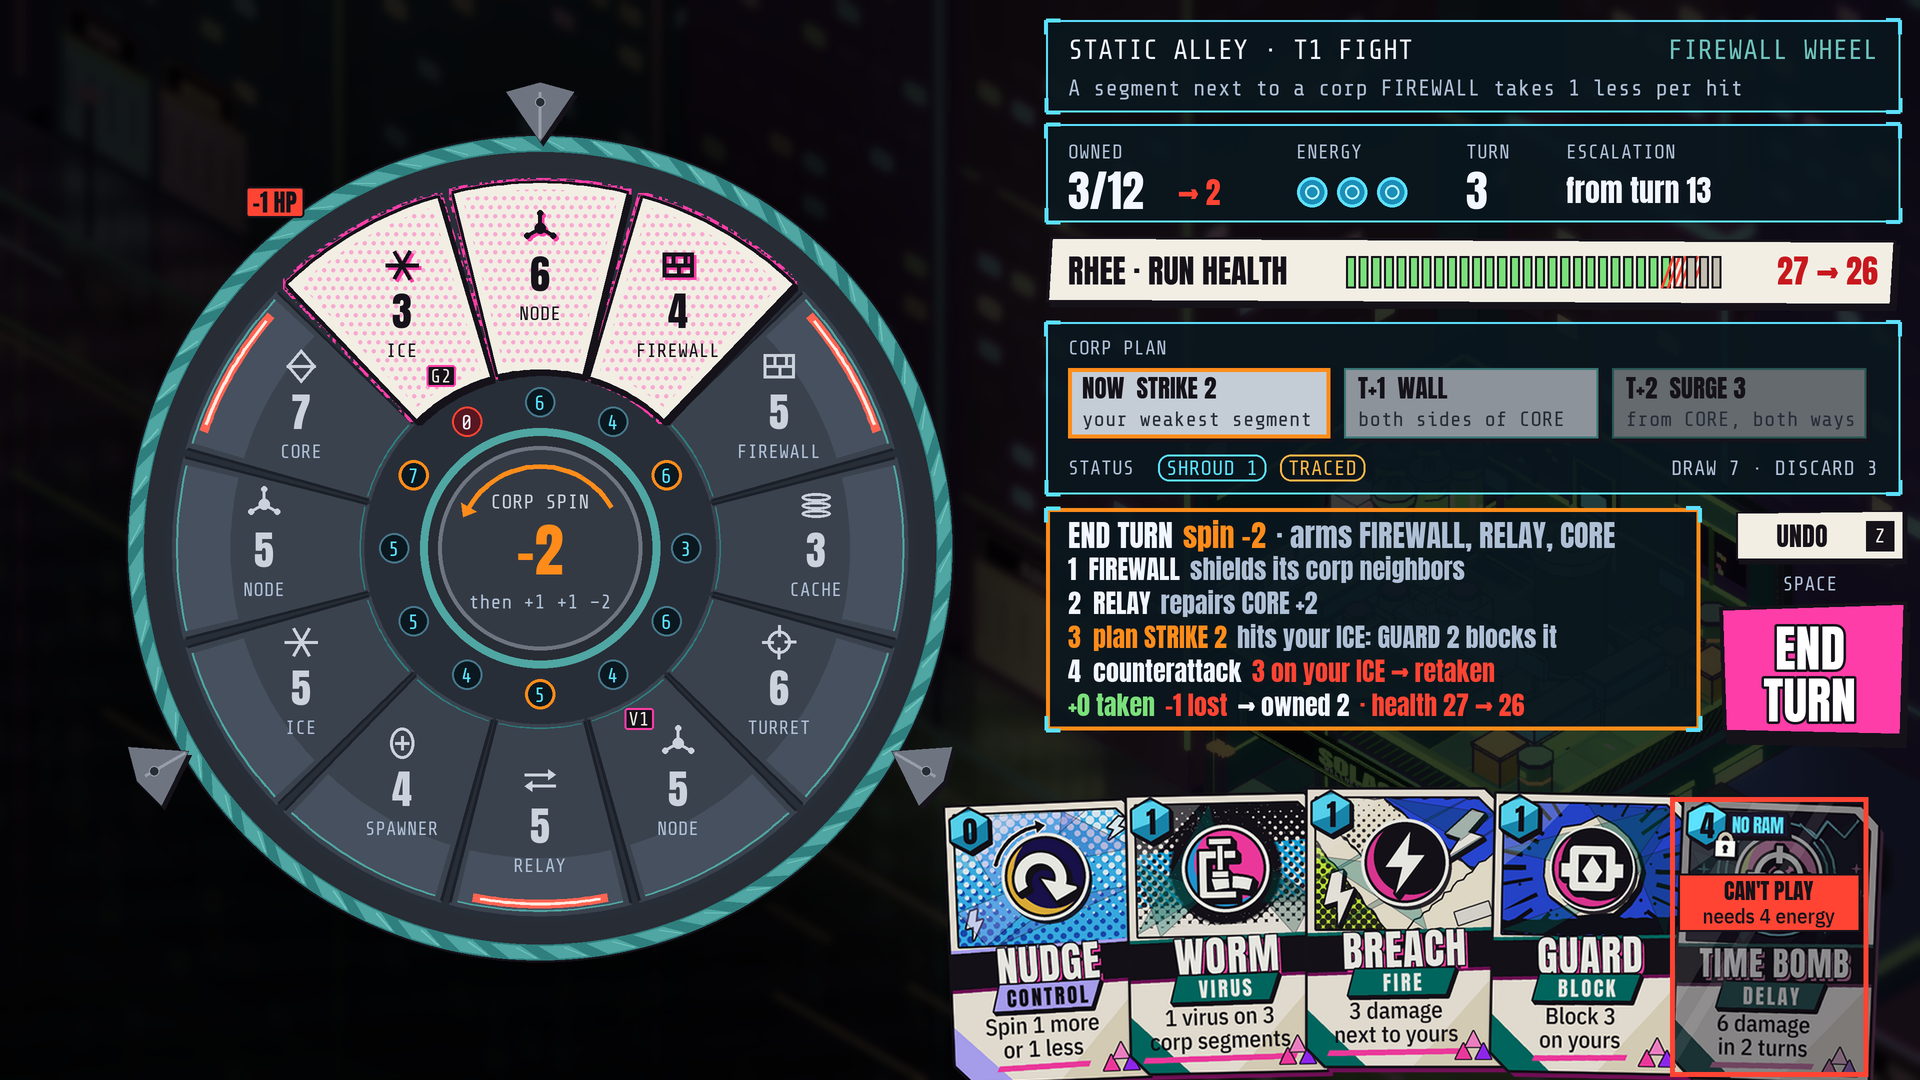 STATIC ALLEY · T1 FIGHT
FIREWALL WHEEL
A segment next to a corp FIREWALL takes 1 less per hit
OWNED
3/12 → 2
ENERGY
TURN
3
ESCALATION
from turn 13
RHEE · RUN HEALTH
27 → 26
CORP PLAN
NOW STRIKE 2
your weakest segment
T+1 WALL
both sides of CORE
T+2 SURGE 3
from CORE, both ways
STATUS
SHROUD 1
TRACED
DRAW 7 · DISCARD 3
END TURN spin -2 · arms FIREWALL, RELAY, CORE
1 FIREWALL shields its corp neighbors
2 RELAY repairs CORE +2
3 plan STRIKE 2 hits your ICE: GUARD 2 blocks it
4 counterattack 3 on your ICE → retaken
+0 taken -1 lost → owned 2 · health 27 → 26
UNDO Z
SPACE
END
TURN
-1 HP
6
NODE
4
FIREWALL
5
FIREWALL
3
CACHE
6
TURRET
5
NODE
V1
5
RELAY
4
SPAWNER
5
ICE
5
NODE
7
CORE
3
ICE
G2
6
4
6
3
6
4
5
4
5
5
7
0
CORP SPIN
-2
then +1 +1 -2
0
NUDGE
CONTROL
Spin 1 more
or 1 less
1
WORM
VIRUS
1 virus on 3
corp segments
1
BREACH
FIRE
3 damage
next to yours
1
GUARD
BLOCK
Block 3
on yours
4
NO RAM
CAN'T PLAY
needs 4 energy
TIME BOMB
DELAY
6 damage
in 2 turns